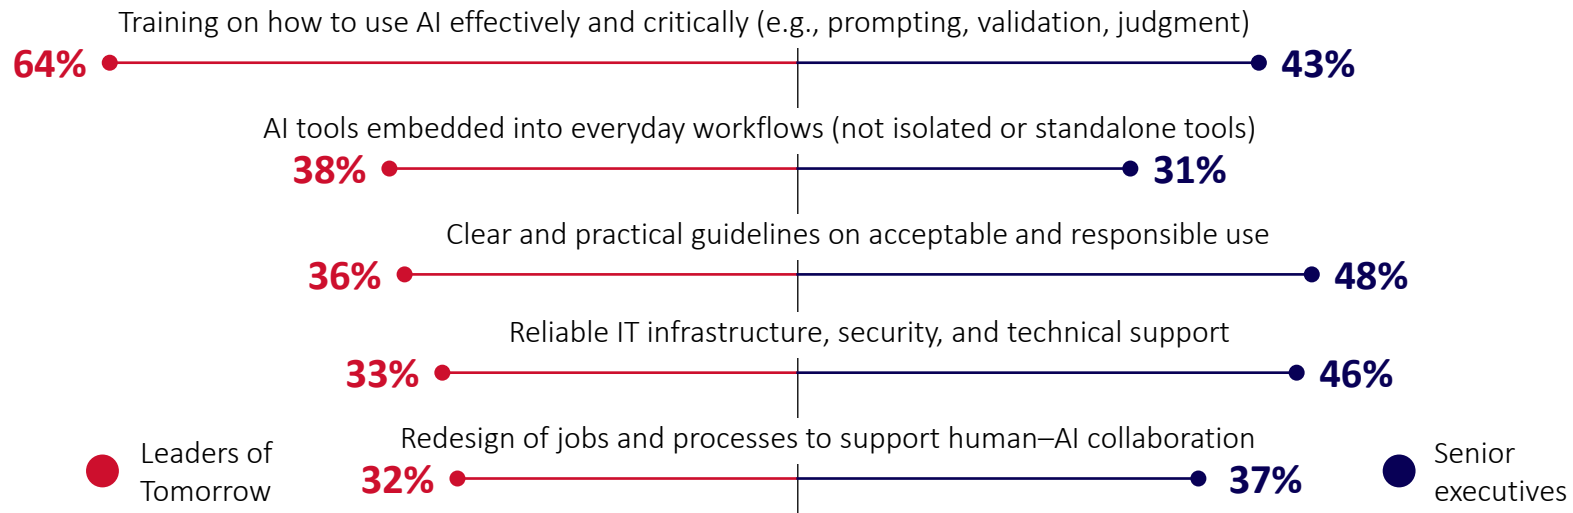 Training on how to use AI effectively and critically (e.g., prompting, validation, judgment)
64% 43%
AI tools embedded into everyday workflows (not isolated or standalone tools)
38% 31%
Clear and practical guidelines on acceptable and responsible use
36% 48%
Reliable IT infrastructure, security, and technical support
33% 46%
Redesign of jobs and processes to support human–AI collaboration
32% 37%
Leaders of
Tomorrow
Senior
executives